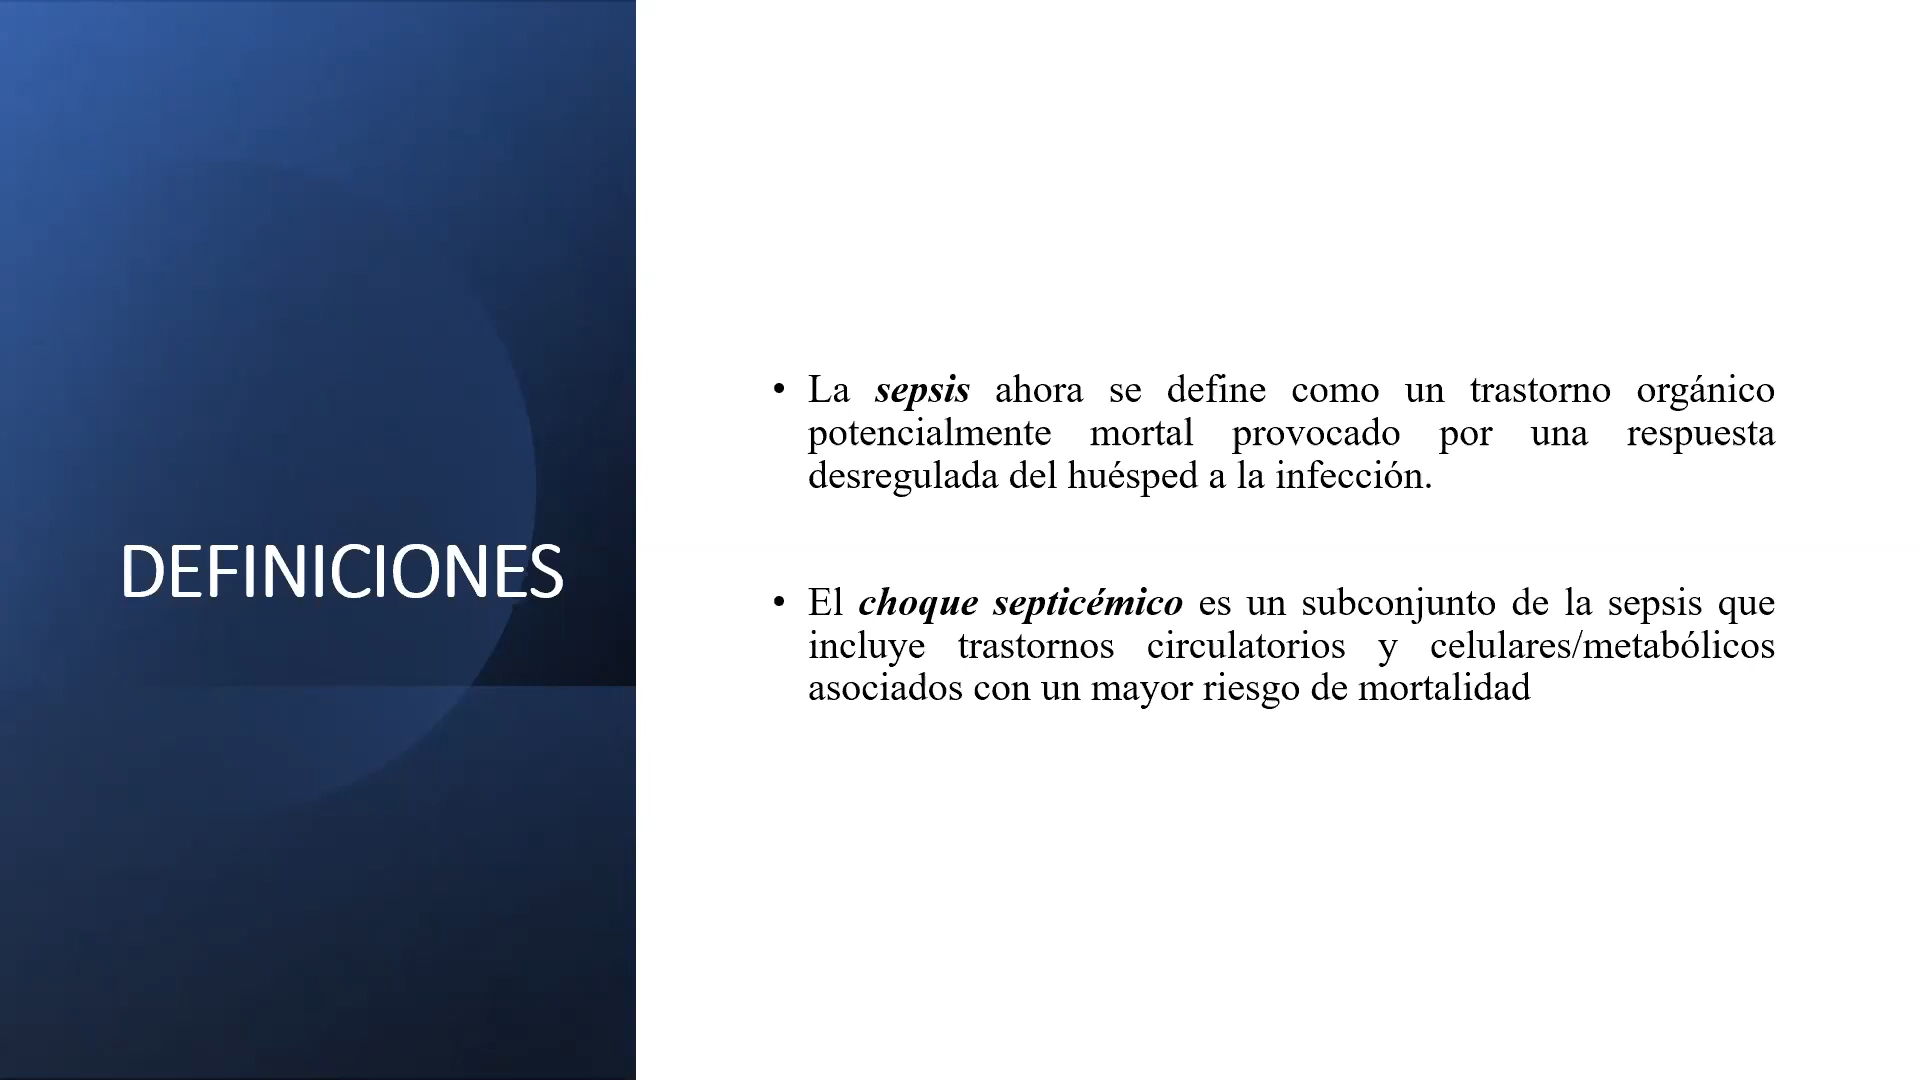 DEFINICIONES
• La sepsis ahora se define como un trastorno orgánico
potencialmente mortal provocado por una respuesta
desregulada del huésped a la infección.
• El choque septicémico es un subconjunto de la sepsis que
incluye trastornos circulatorios y celulares/metabólicos
asociados con un mayor riesgo de mortalidad